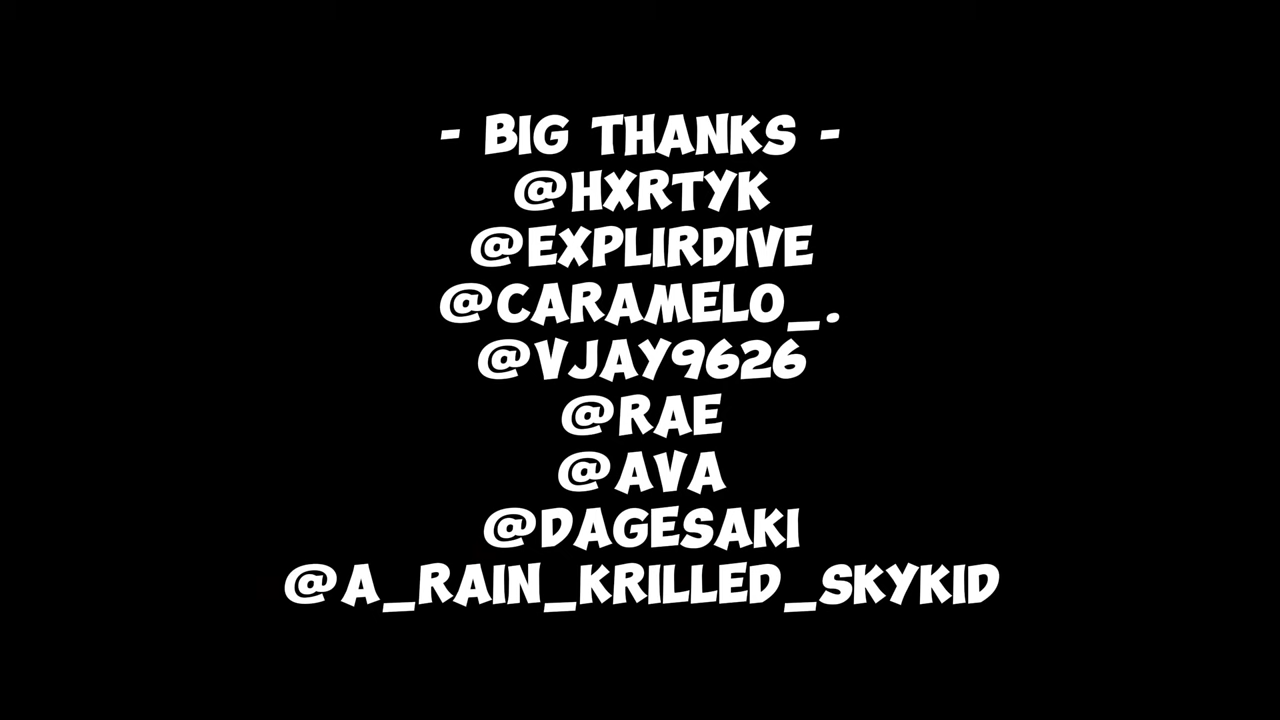 - BIG THANKS -
@HXRTYK
@EXPLIRDIVE
@CARAMELO_.
@VJAY9626
@RAE
@AVA
@DAGESAKI
@A_RAIN_KRILLED_SKYKID